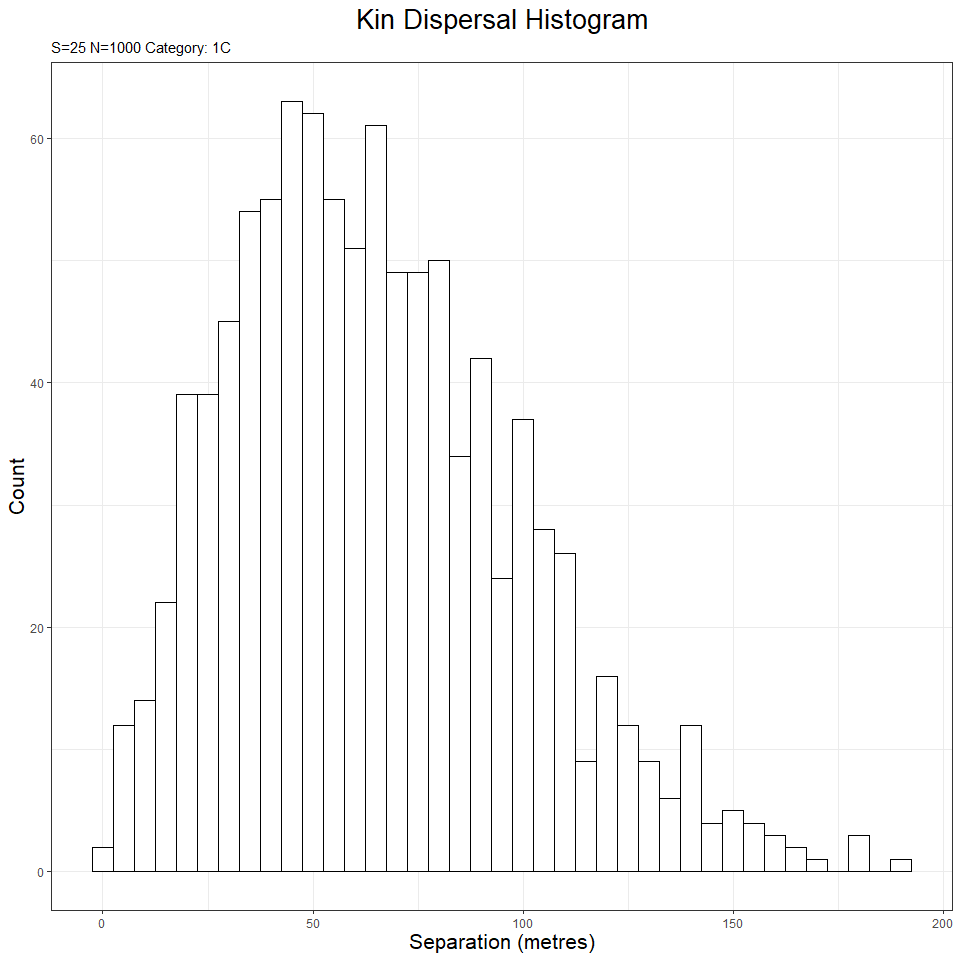 Kin Dispersal Histogram
S=25 N=1000 Category: 1C
60
40
20
0
Count
0 50 100 150 200
Separation (metres)